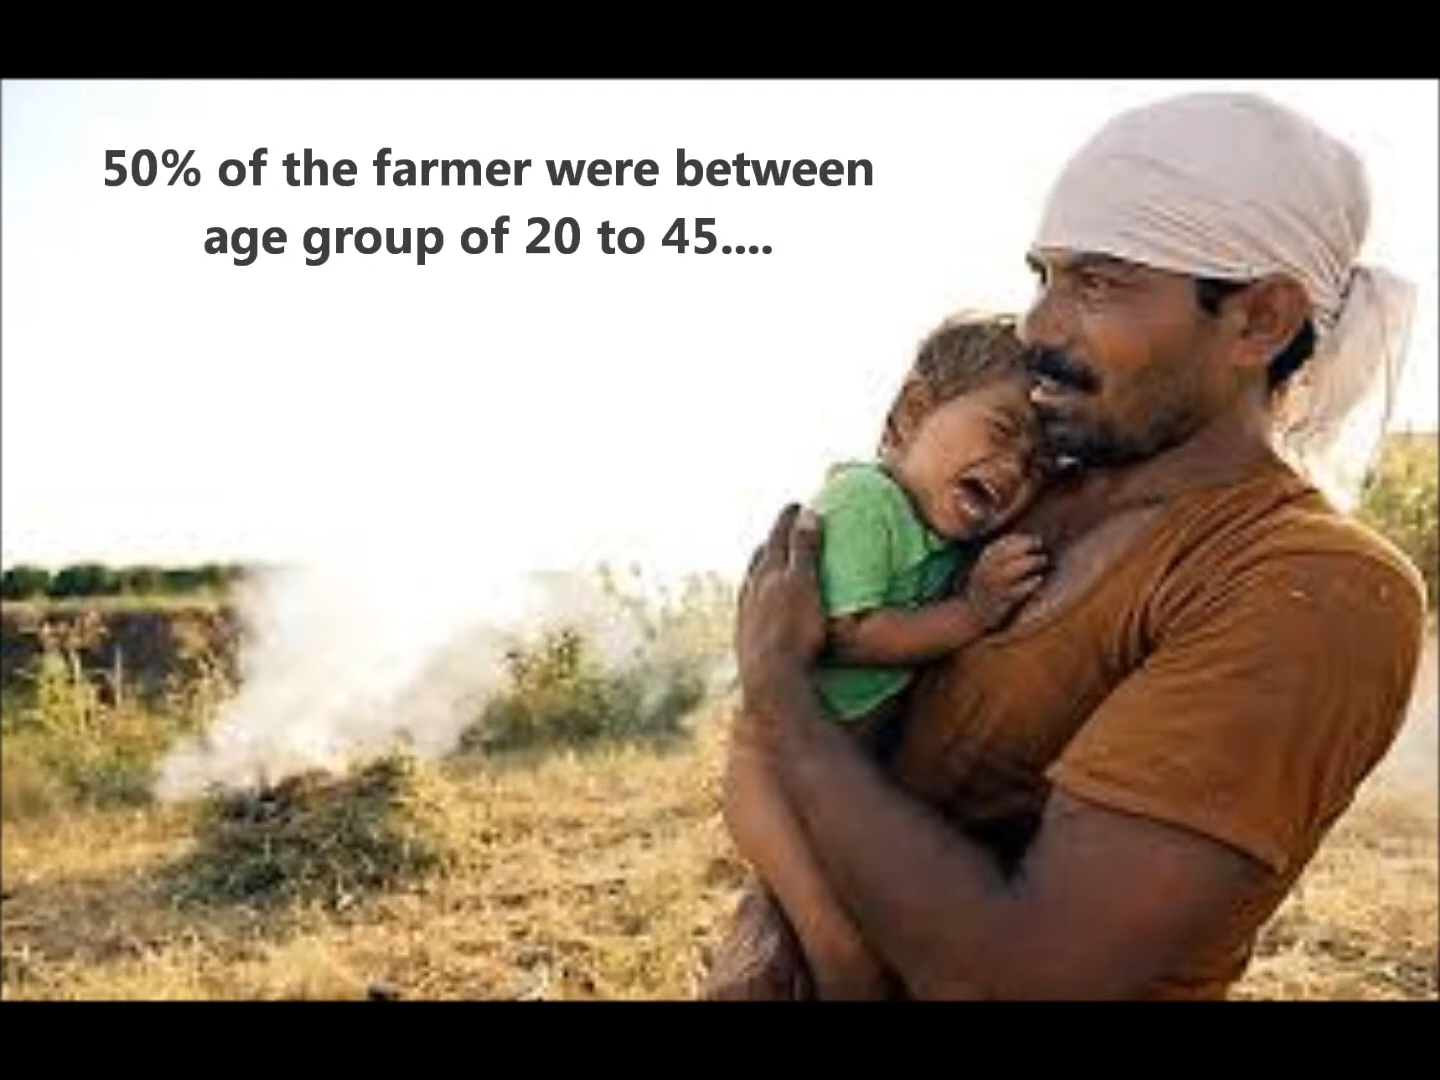 50% of the farmer were between
age group of 20 to 45....